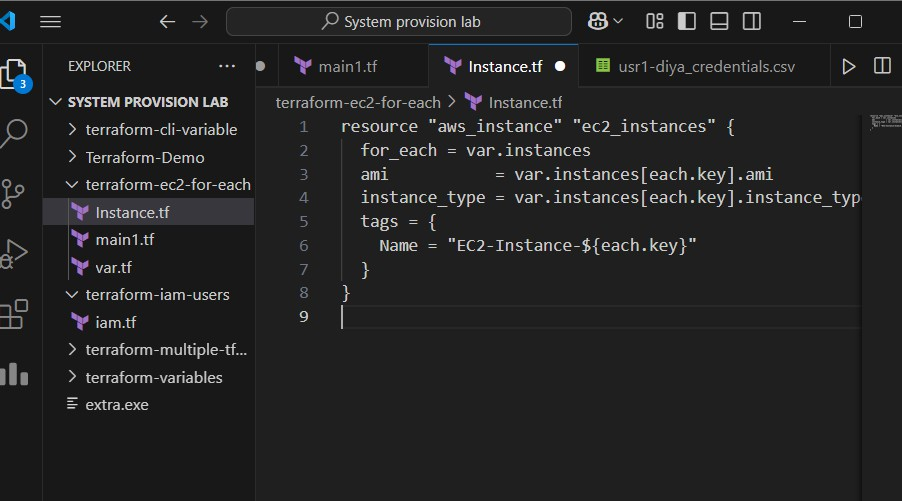 System provision lab
EXPLORER
main1.tf
Instance.tf
usr1-diya_credentials.csv
3
SYSTEM PROVISION LAB
terraform-cli-variable
Terraform-Demo
terraform-ec2-for-each
Instance.tf
main1.tf
var.tf
terraform-iam-users
iam.tf
terraform-multiple-tf...
terraform-variables
extra.exe
terraform-ec2-for-each > Instance.tf
1 resource "aws_instance" "ec2_instances" {
2 for_each = var.instances
3 ami = var.instances[each.key].ami
4 instance_type = var.instances[each.key].instance_typ
5 tags = {
6 Name = "EC2-Instance-${each.key}"
7 }
8 }
9